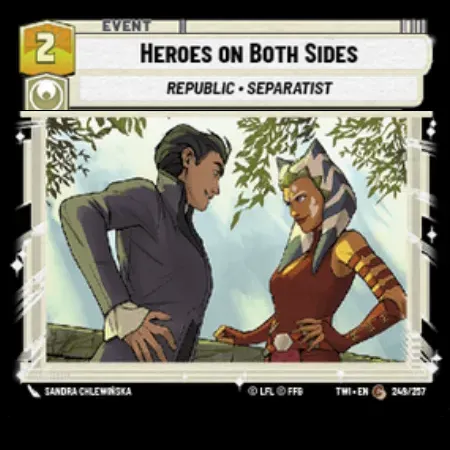 EVENT
2
HEROES ON BOTH SIDES
REPUBLIC • SEPARATIST
SANDRA CHLEWIŃSKA © LFL © FFG TWI • EN C 249/257